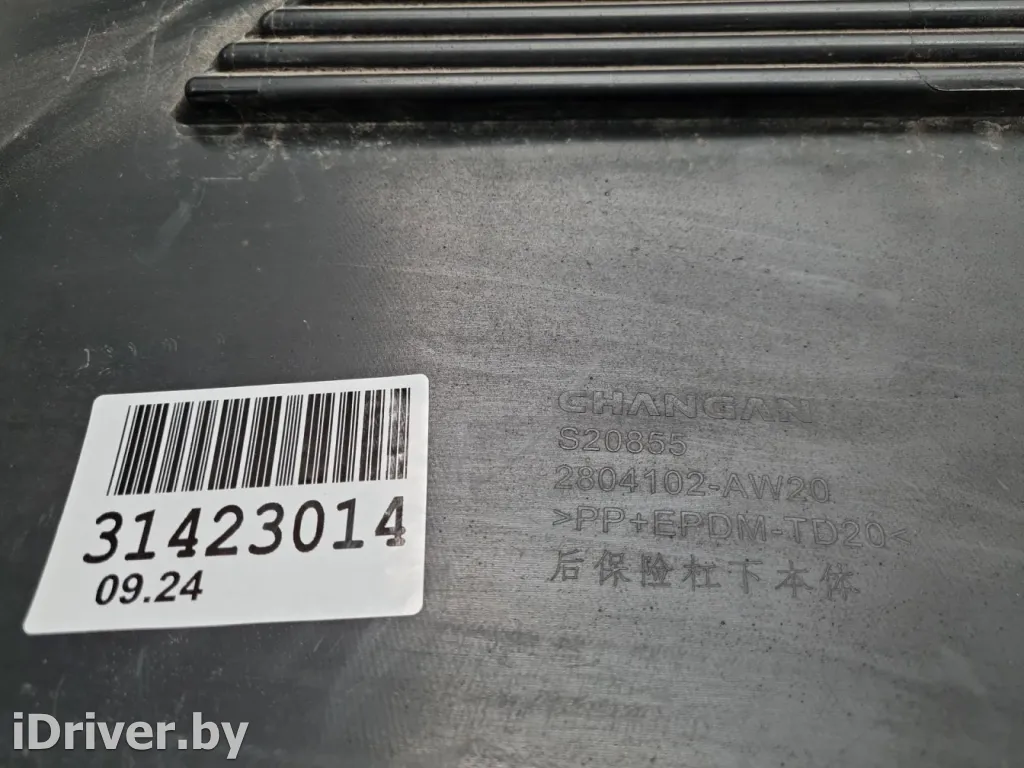 CHANGAN
S20855
2804102-AW20
>PP+EPDM-TD20<
后保险杠下本体
31423014
09.24
iDriver.by